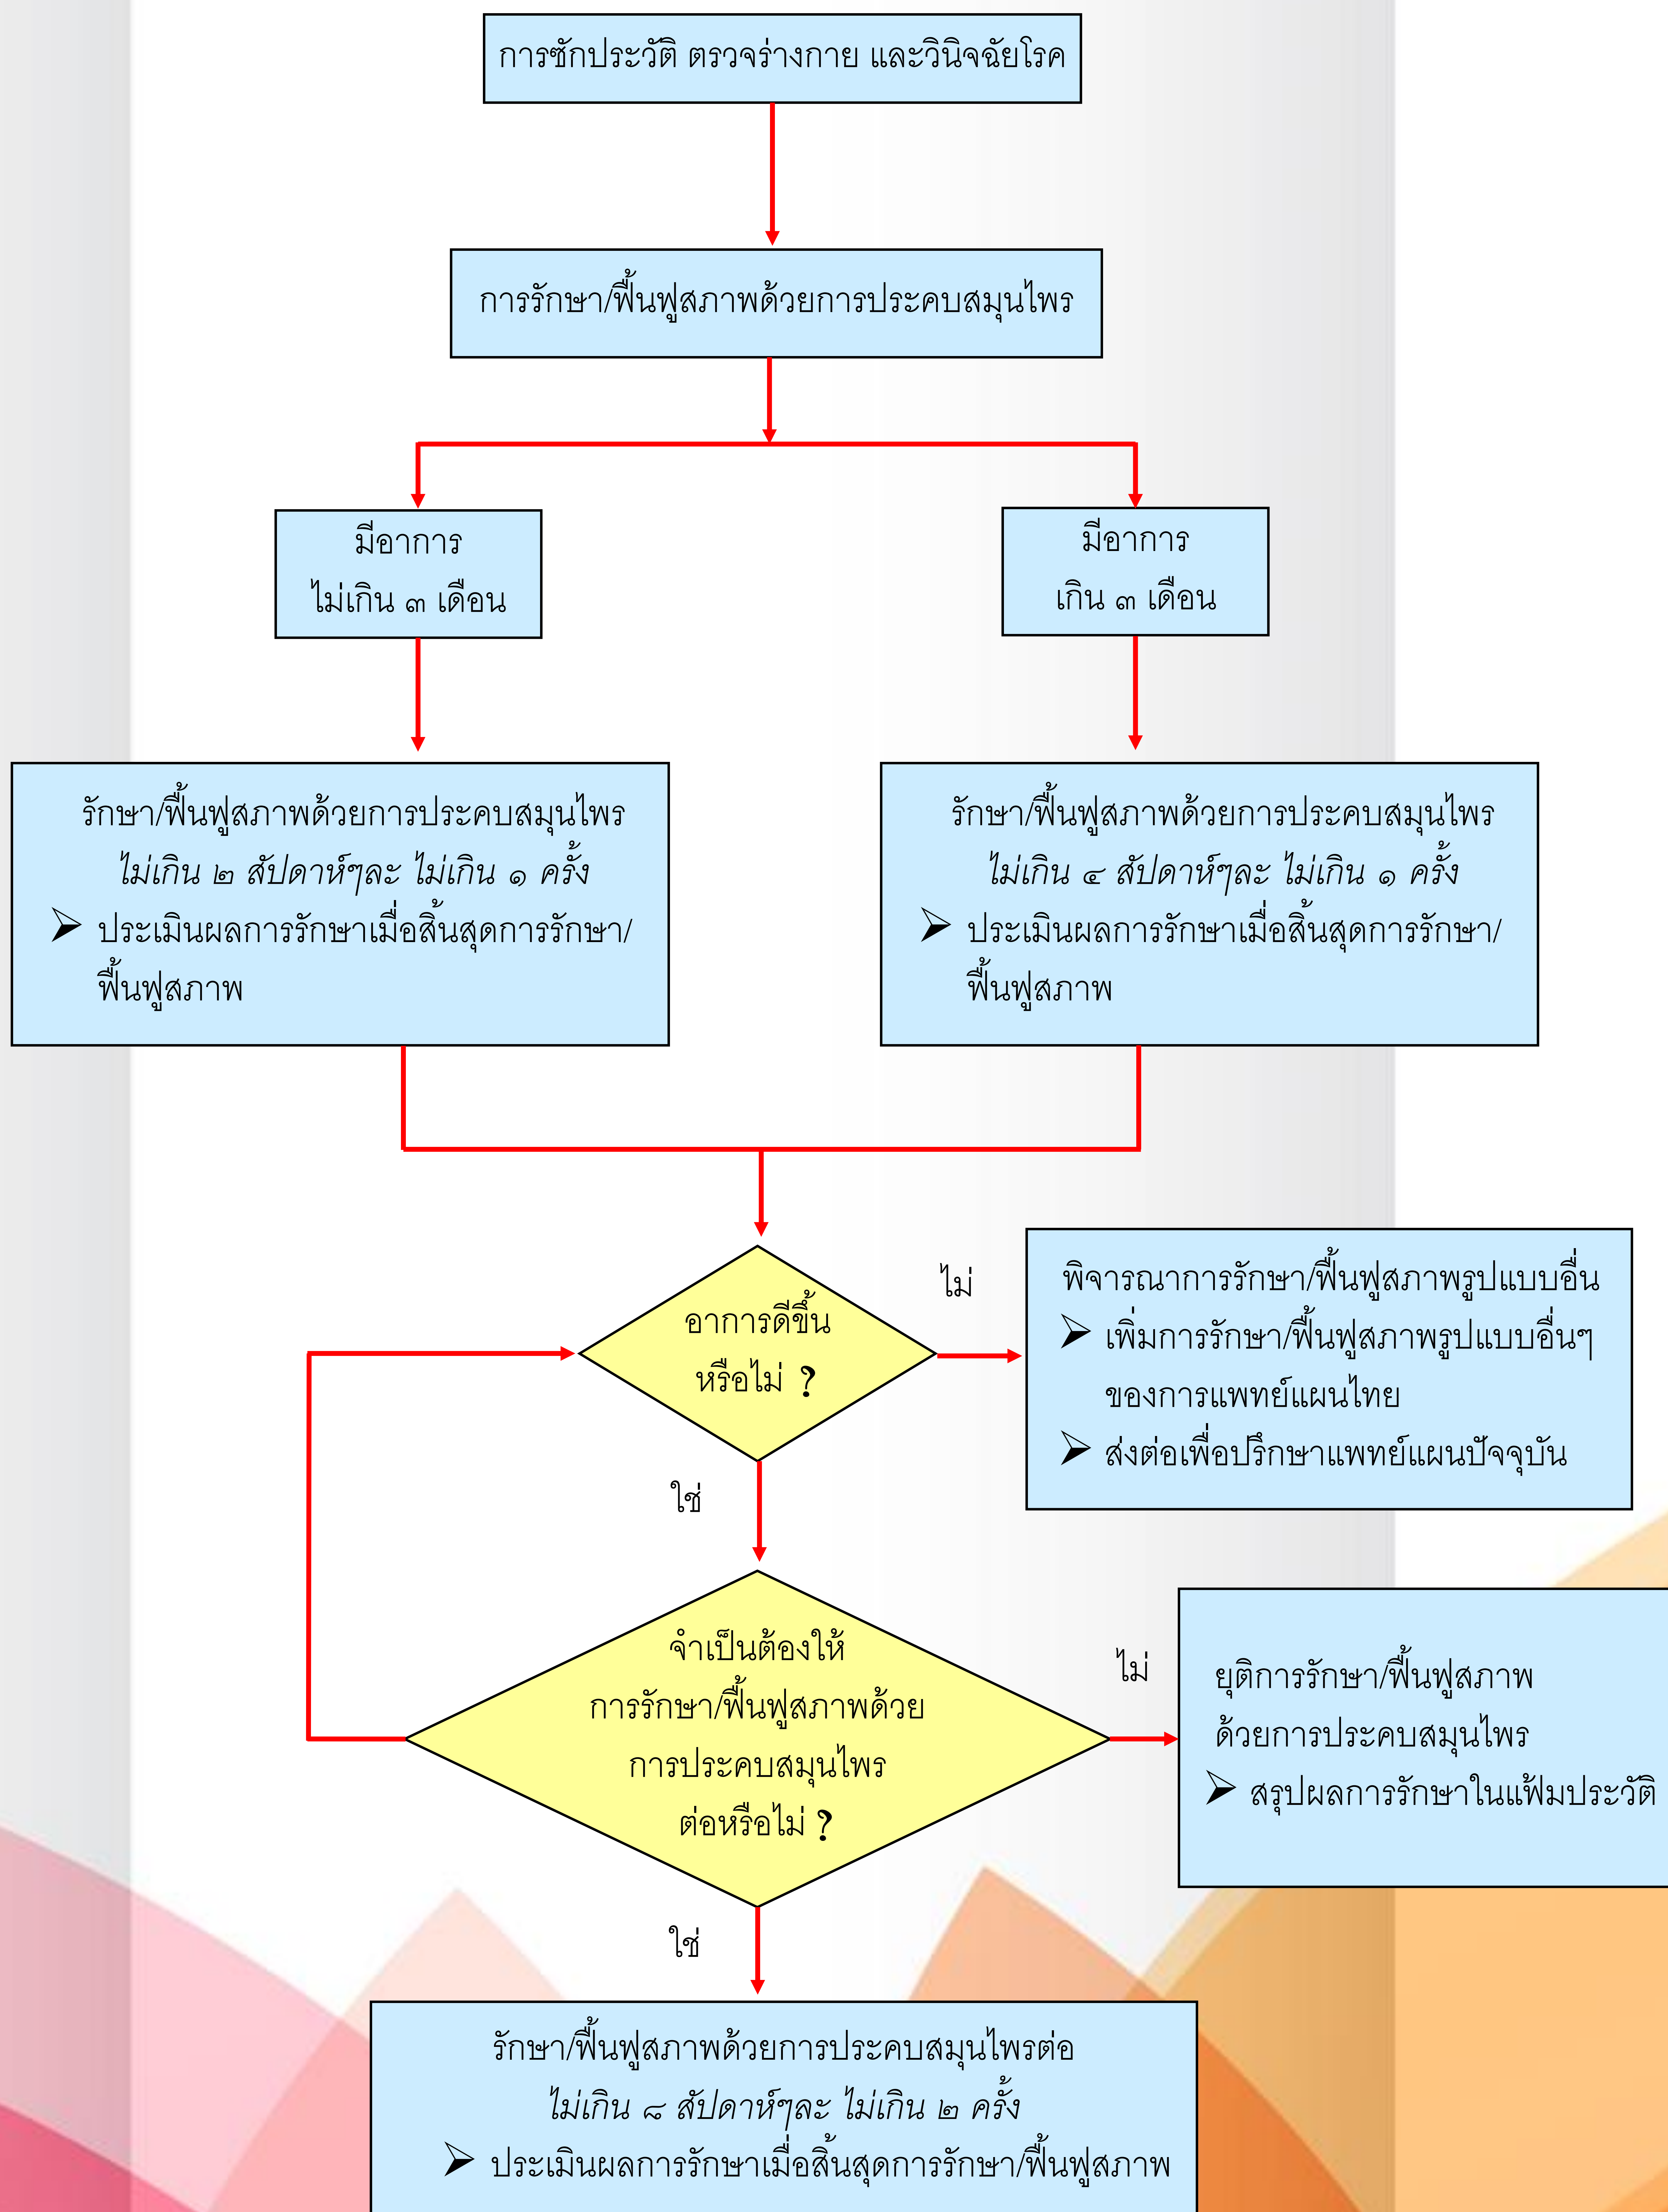 การซักประวัติ ตรวจร่างกาย และวินิจฉัยโรค
การรักษา/ฟื้นฟูสภาพด้วยการประคบสมุนไพร
มีอาการ
ไม่เกิน ๓ เดือน
มีอาการ
เกิน ๓ เดือน
รักษา/ฟื้นฟูสภาพด้วยการประคบสมุนไพร
ไม่เกิน ๒ สัปดาห์ๆละ ไม่เกิน ๑ ครั้ง
➢ ประเมินผลการรักษาเมื่อสิ้นสุดการรักษา/
ฟื้นฟูสภาพ
รักษา/ฟื้นฟูสภาพด้วยการประคบสมุนไพร
ไม่เกิน ๔ สัปดาห์ๆละ ไม่เกิน ๑ ครั้ง
➢ ประเมินผลการรักษาเมื่อสิ้นสุดการรักษา/
ฟื้นฟูสภาพ
อาการดีขึ้น
หรือไม่ ?
ไม่
พิจารณาการรักษา/ฟื้นฟูสภาพรูปแบบอื่น
➢ เพิ่มการรักษา/ฟื้นฟูสภาพรูปแบบอื่นๆ
ของการแพทย์แผนไทย
➢ ส่งต่อเพื่อปรึกษาแพทย์แผนปัจจุบัน
ใช่
จำเป็นต้องให้
การรักษา/ฟื้นฟูสภาพด้วย
การประคบสมุนไพร
ต่อหรือไม่ ?
ไม่
ยุติการรักษา/ฟื้นฟูสภาพ
ด้วยการประคบสมุนไพร
➢ สรุปผลการรักษาในแฟ้มประวัติ
ใช่
รักษา/ฟื้นฟูสภาพด้วยการประคบสมุนไพรต่อ
ไม่เกิน ๘ สัปดาห์ๆละ ไม่เกิน ๒ ครั้ง
➢ ประเมินผลการรักษาเมื่อสิ้นสุดการรักษา/ฟื้นฟูสภาพ